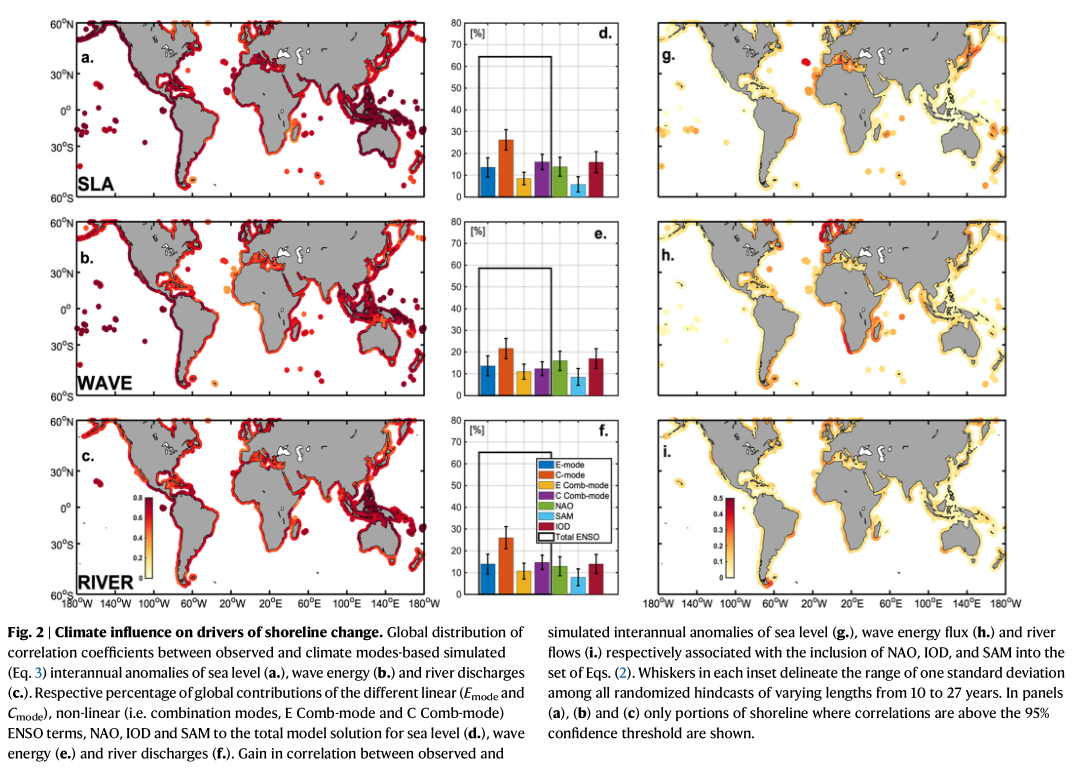 60°N
a.
30°N
0°
30°S
SLA
60°S
80
[%]
d.
70
60
50
40
30
20
10
0
g.
60°N
b.
30°N
0°
30°S
WAVE
60°S
80
[%]
e.
70
60
50
40
30
20
10
0
h.
60°N
c.
30°N
0°
0.8
0.6
0.4
0.2
0
30°S
RIVER
60°S
180°W 140°W 100°W 60°W 20°W 20°E 60°E 100°E 140°E 180°W
80
[%]
f.
70
60
50
40
30
20
10
0
E-mode
C-mode
E Comb-mode
C Comb-mode
NAO
SAM
IOD
Total ENSO
i.
0.5
0.4
0.3
0.2
0.1
0
180°W 140°W 100°W 60°W 20°W 20°E 60°E 100°E 140°E 180°W
Fig. 2 | Climate influence on drivers of shoreline change. Global distribution of
correlation coefficients between observed and climate modes-based simulated
(Eq. 3) interannual anomalies of sea level (a.), wave energy (b.) and river discharges
(c.). Respective percentage of global contributions of the different linear (Emode and
Cmode), non-linear (i.e. combination modes, E Comb-mode and C Comb-mode)
ENSO terms, NAO, IOD and SAM to the total model solution for sea level (d.), wave
energy (e.) and river discharges (f.). Gain in correlation between observed and
simulated interannual anomalies of sea level (g.), wave energy flux (h.) and river
flows (i.) respectively associated with the inclusion of NAO, IOD, and SAM into the
set of Eqs. (2). Whiskers in each inset delineate the range of one standard deviation
among all randomized hindcasts of varying lengths from 10 to 27 years. In panels
(a), (b) and (c) only portions of shoreline where correlations are above the 95%
confidence threshold are shown.